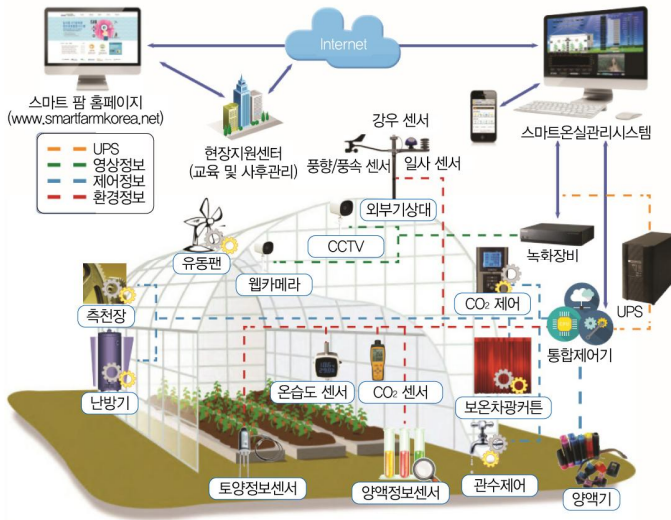 Internet
스마트 팜 홈페이지
(www.smartfarmkorea.net)
현장지원센터
(교육 및 사후관리)
스마트온실관리시스템
강우 센서
풍향/풍속 센서
일사 센서
UPS
영상정보
제어정보
환경정보
외부기상대
CCTV
유동팬
웹카메라
녹화장비
CO₂ 제어
UPS
측천장
통합제어기
난방기
온습도 센서
CO₂ 센서
보온차광커튼
토양정보센서
양액정보센서
관수제어
양액기